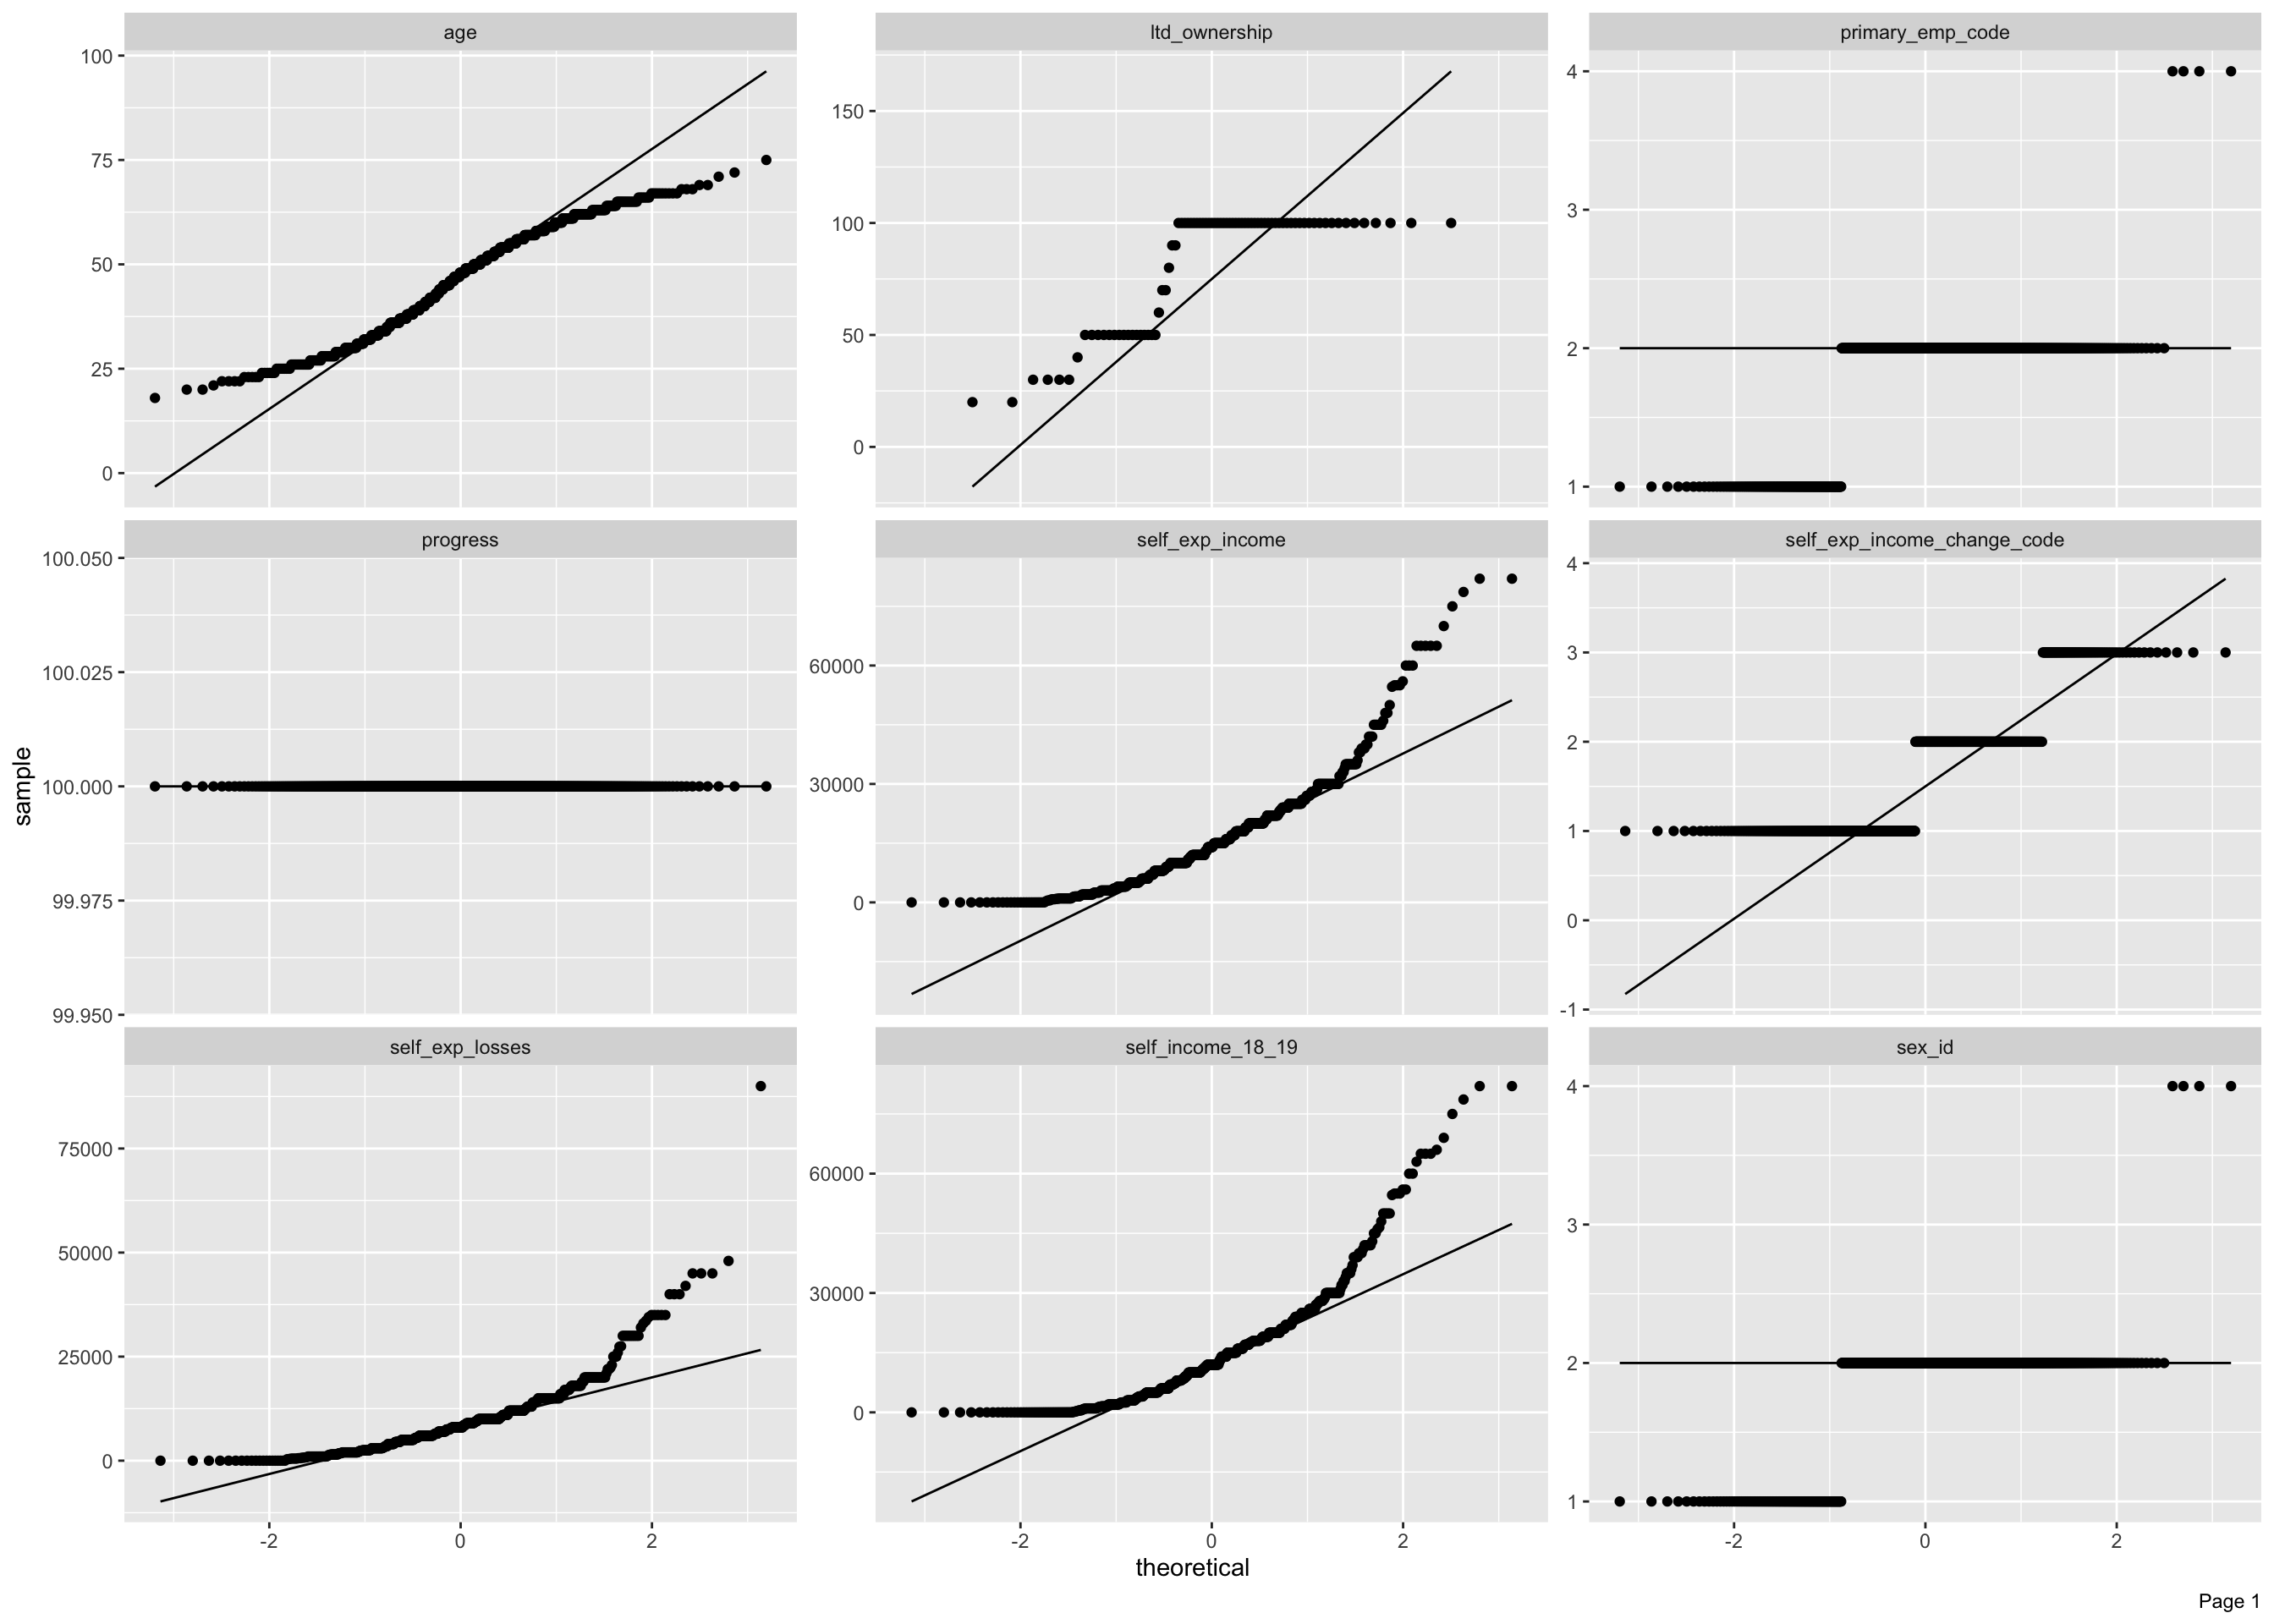 age
ltd_ownership
primary_emp_code
100
75
50
25
0
150
100
50
0
4
3
2
1
progress
self_exp_income
self_exp_income_change_code
100.050
100.025
100.000
99.975
99.950
60000
30000
0
4
3
2
1
0
-1
sample
self_exp_losses
self_income_18_19
sex_id
75000
50000
25000
0
60000
30000
0
4
3
2
1
-2 0 2
-2 0 2
-2 0 2
theoretical
Page 1